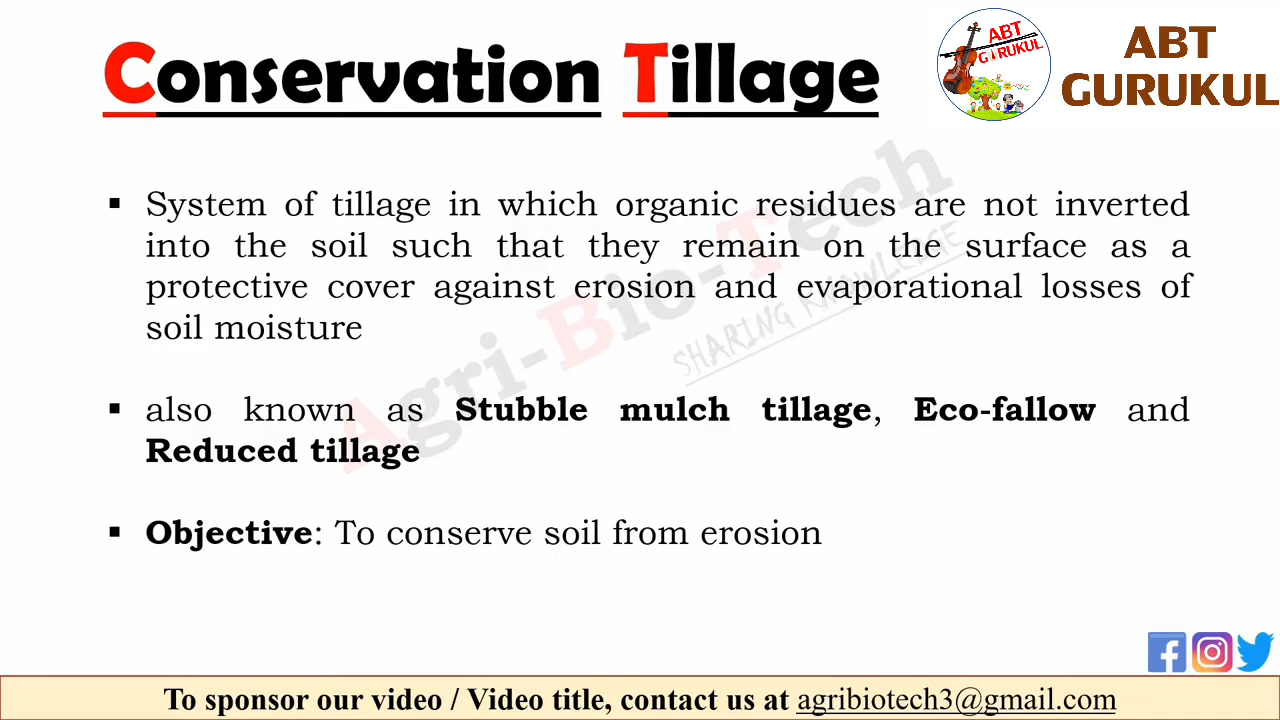 Conservation Tillage
ABT
GURUKUL
ABT
GURUKUL
▪ System of tillage in which organic residues are not inverted
into the soil such that they remain on the surface as a
protective cover against erosion and evaporational losses of
soil moisture
▪ also known as Stubble mulch tillage, Eco-fallow and
Reduced tillage
▪ Objective: To conserve soil from erosion
Agri-Bio-Tech
SHARING KNOWLEDGE
To sponsor our video / Video title, contact us at agribiotech3@gmail.com